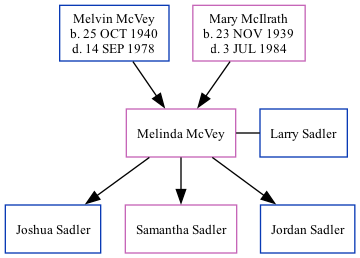 Melvin McVey
b. 25 OCT 1940
d. 14 SEP 1978
Mary McIlrath
b. 23 NOV 1939
d. 3 JUL 1984
Melinda McVey
Larry Sadler
Joshua Sadler
Samantha Sadler
Jordan Sadler